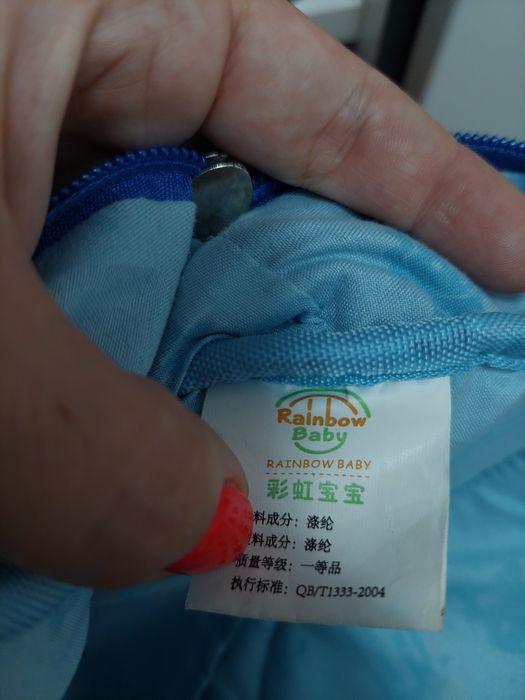 Rainbow
Baby
RAINBOW BABY
彩虹宝宝
料成分：涤纶
料成分：涤纶
质量等级：一等品
执行标准：QB/T1333-2004